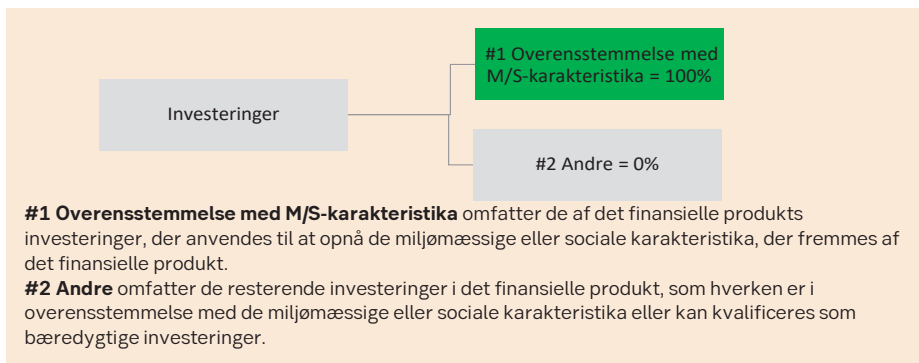 #1 Overensstemmelse med
M/S-karakteristika = 100%
Investeringer
#2 Andre = 0%
#1 Overensstemmelse med M/S-karakteristika omfatter de af det finansielle produkts
investeringer, der anvendes til at opnå de miljømæssige eller sociale karakteristika, der fremmes af
det finansielle produkt.
#2 Andre omfatter de resterende investeringer i det finansielle produkt, som hverken er i
overensstemmelse med de miljømæssige eller sociale karakteristika eller kan kvalificeres som
bæredygtige investeringer.